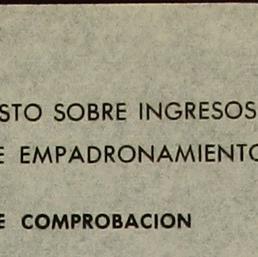 STO SOBRE INGRESOS
E EMPADRONAMIENTO
E COMPROBACION